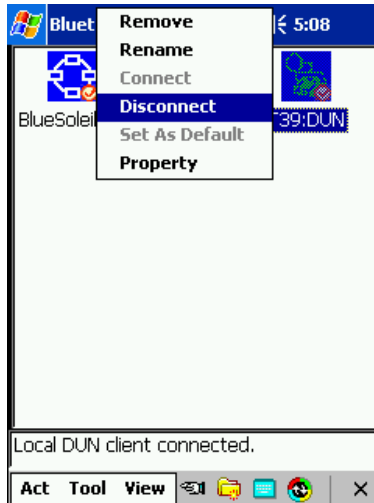 Bluet
5:08
Remove
Rename
Connect
Disconnect
Set As Default
Property
BlueSolei
39:DUN
Local DUN client connected.
Act Tool View